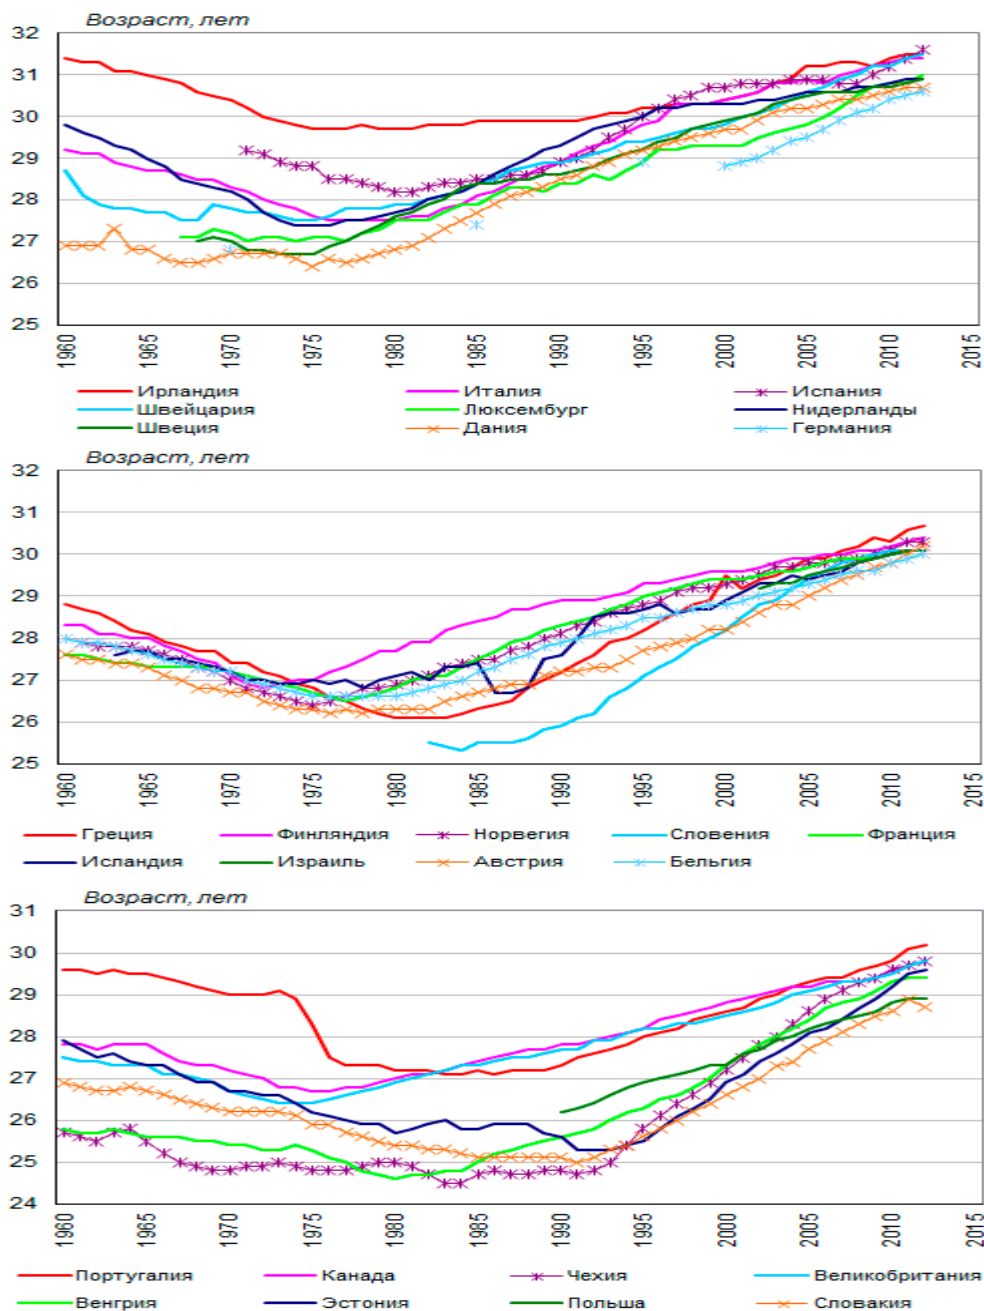 Возраст, лет
32
31
30
29
28
27
26
25
1960 1965 1970 1975 1980 1985 1990 1995 2000 2005 2010 2015
Ирландия Италия Испания
Швейцария Люксембург Нидерланды
Швеция Дания Германия
Возраст, лет
32
31
30
29
28
27
26
25
1960 1965 1970 1975 1980 1985 1990 1995 2000 2005 2010 2015
Греция Финляндия Норвегия Словения Франция
Исландия Израиль Австрия Бельгия
Возраст, лет
31
30
29
28
27
26
25
24
1960 1965 1970 1975 1980 1985 1990 1995 2000 2005 2010 2015
Португалия Канада Чехия Великобритания
Венгрия Эстония Польша Словакия